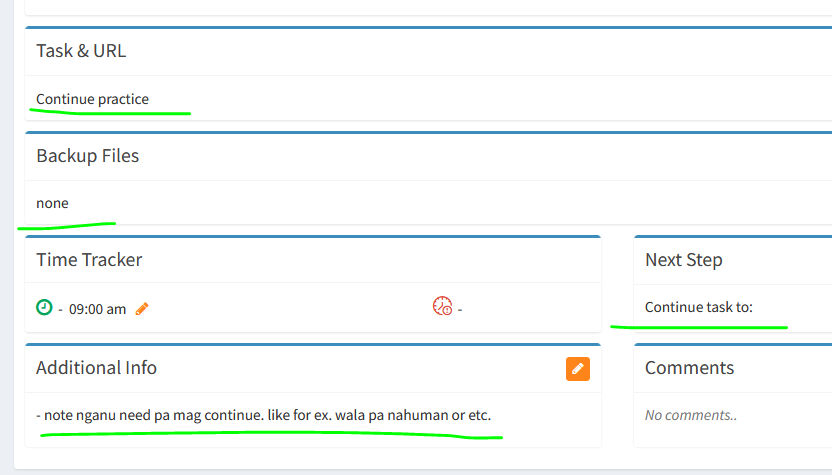 Task & URL
Continue practice
Backup Files
none
Time Tracker
- 09:00 am
-
Next Step
Continue task to:
Additional Info
- note nganu need pa mag continue. like for ex. wala pa nahuman or etc.
Comments
No comments..